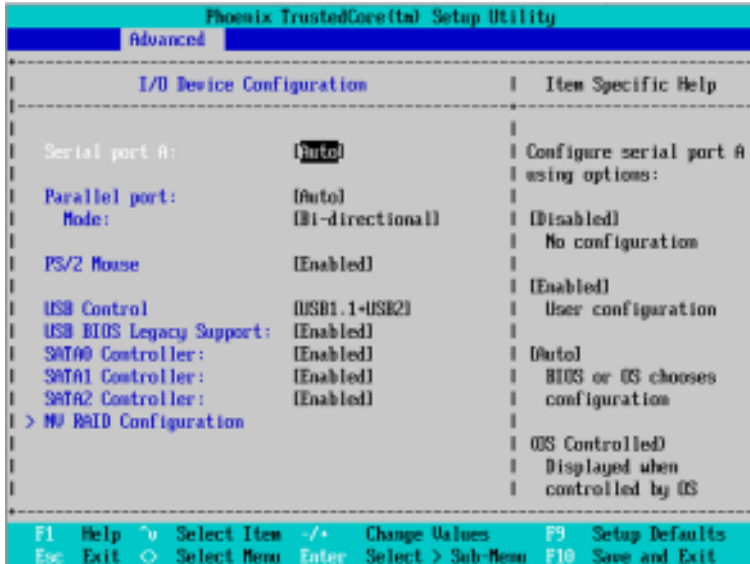 Phoenix TrustedCore(tm) Setup Utility
Advanced
I/O Device Configuration
Item Specific Help
Serial port A: [Auto]
Parallel port: [Auto]
Mode: [Bi-directional]
PS/2 Mouse [Enabled]
USB Control [USB1.1+USB2]
USB BIOS Legacy Support: [Enabled]
SATA0 Controller: [Enabled]
SATA1 Controller: [Enabled]
SATA2 Controller: [Enabled]
> NV RAID Configuration
Configure serial port A
using options:
[Disabled]
No configuration
[Enabled]
User configuration
[Auto]
BIOS or OS chooses
configuration
(OS Controlled)
Displayed when
controlled by OS
F1 Help ^v Select Item -/+ Change Values F9 Setup Defaults
Esc Exit <> Select Menu Enter Select > Sub-Menu F10 Save and Exit